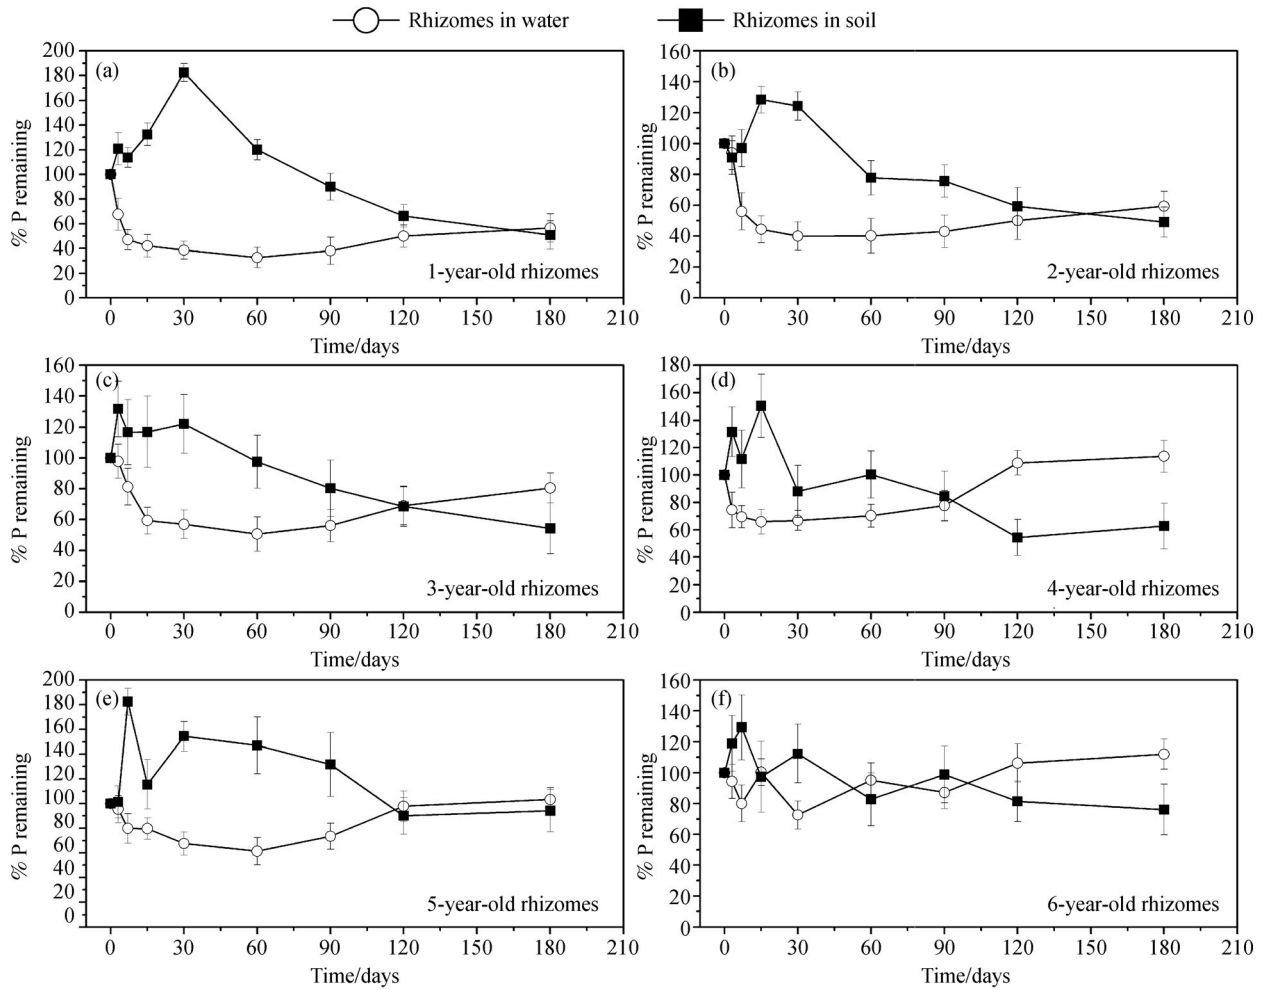 Rhizomes in water Rhizomes in soil
(a)
% P remaining
200
180
160
140
120
100
80
60
40
20
0
1-year-old rhizomes
0 30 60 90 120 150 180 210
Time/days
(b)
% P remaining
160
140
120
100
80
60
40
20
0
2-year-old rhizomes
0 30 60 90 120 150 180 210
Time/days
(c)
% P remaining
160
140
120
100
80
60
40
20
0
3-year-old rhizomes
0 30 60 90 120 150 180 210
Time/days
(d)
% P remaining
180
160
140
120
100
80
60
40
20
0
4-year-old rhizomes
0 30 60 90 120 150 180 210
Time/days
(e)
% P remaining
200
180
160
140
120
100
80
60
40
20
0
5-year-old rhizomes
0 30 60 90 120 150 180 210
Time/days
(f)
% P remaining
160
140
120
100
80
60
40
20
0
6-year-old rhizomes
0 30 60 90 120 150 180 210
Time/days